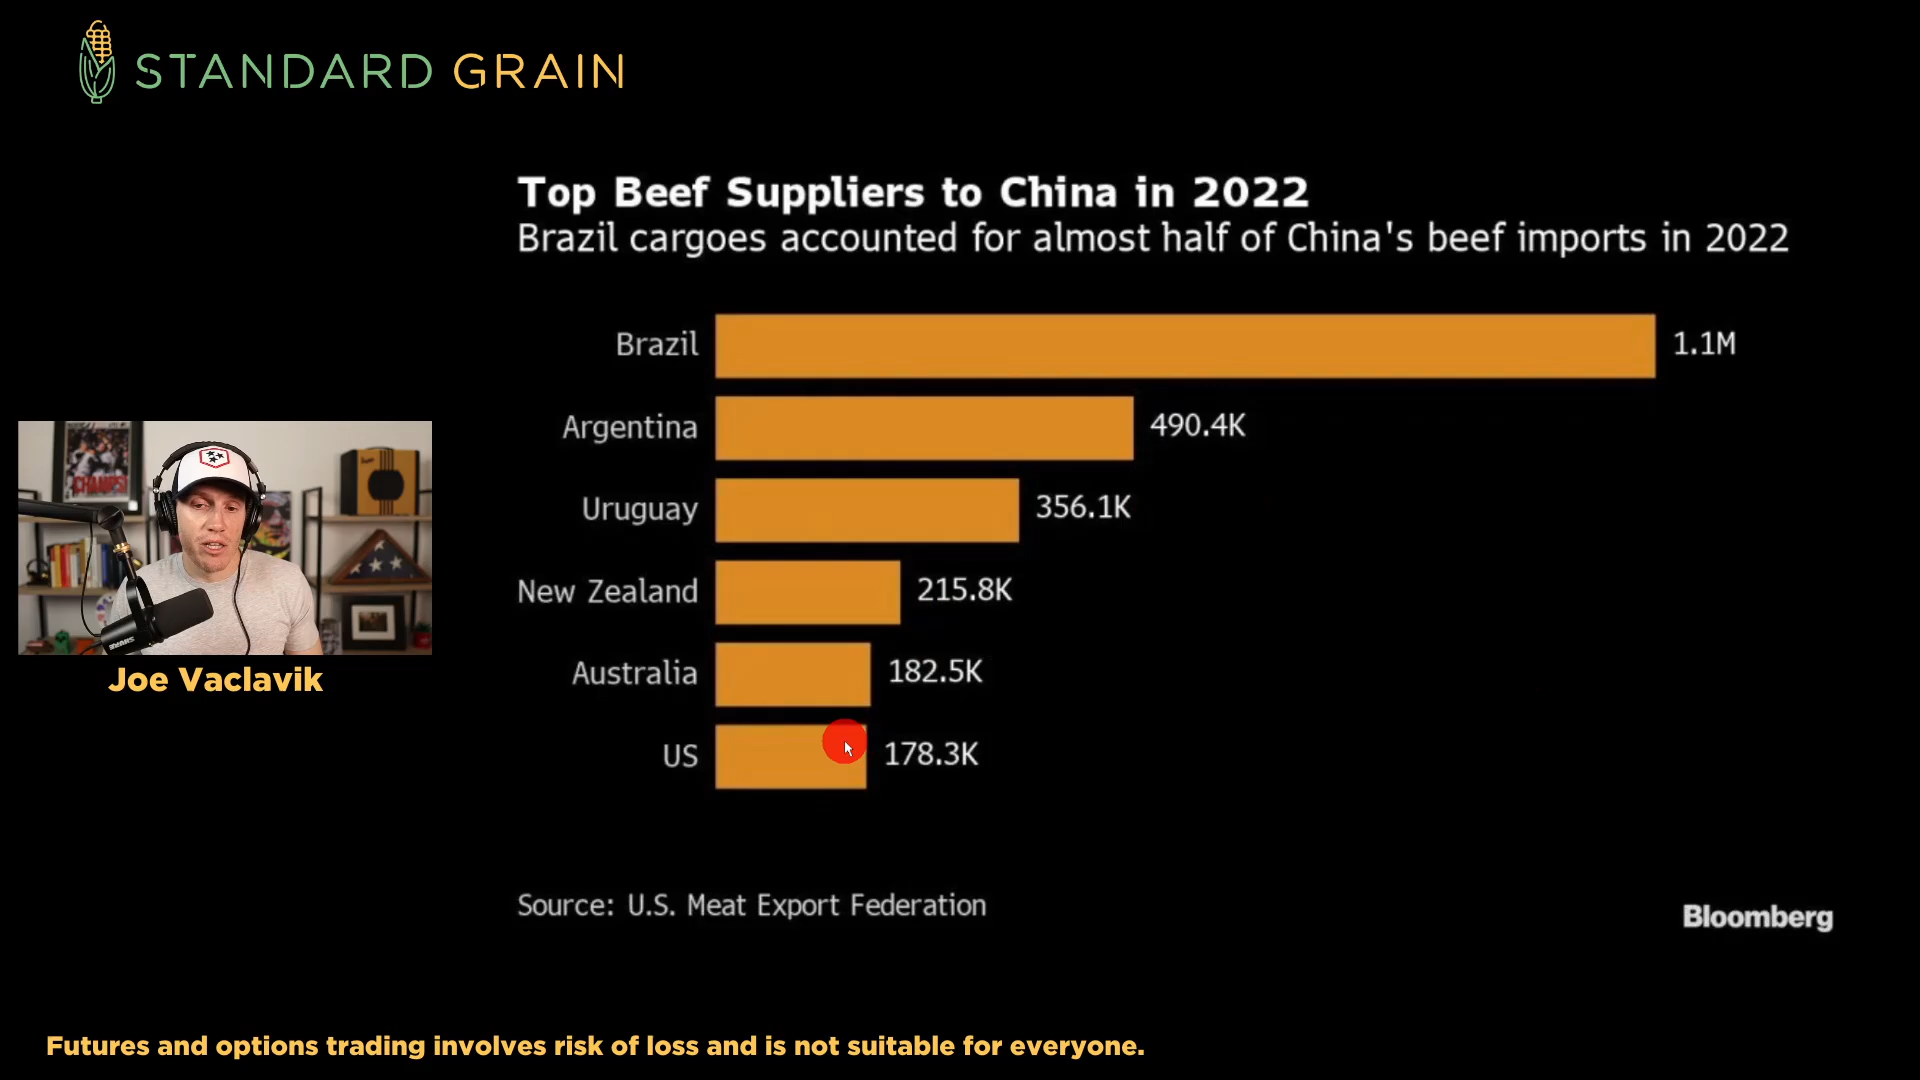 STANDARD GRAIN
Top Beef Suppliers to China in 2022
Brazil cargoes accounted for almost half of China's beef imports in 2022
Brazil 1.1M
Argentina 490.4K
Uruguay 356.1K
New Zealand 215.8K
Australia 182.5K
US 178.3K
CHAMPS!
SHURE
Joe Vaclavik
Source: U.S. Meat Export Federation
Bloomberg
Futures and options trading involves risk of loss and is not suitable for everyone.